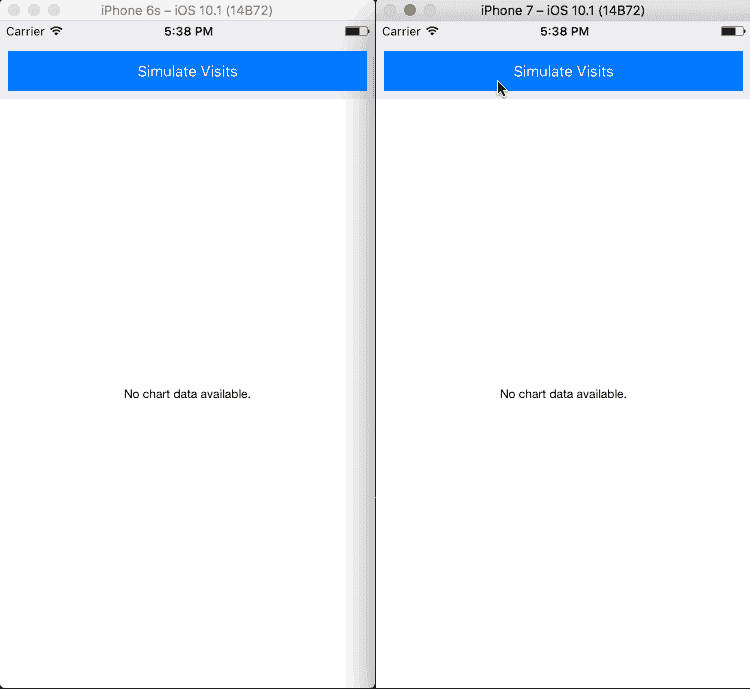 iPhone 6s – iOS 10.1 (14B72)
Carrier 5:38 PM
Simulate Visits
No chart data available.
iPhone 7 – iOS 10.1 (14B72)
Carrier 5:38 PM
Simulate Visits
No chart data available.